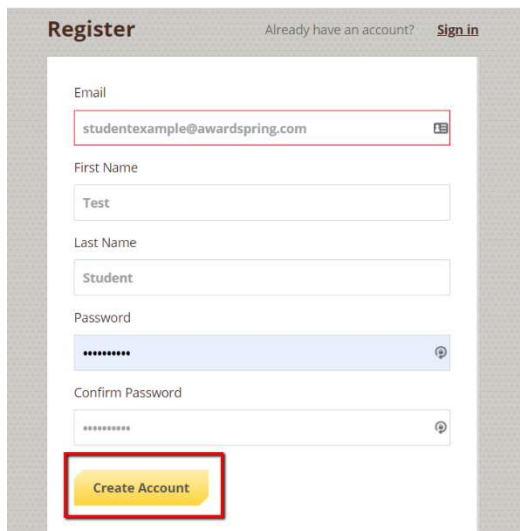 Register
Already have an account? Sign in
Email
studentexample@awardspring.com
First Name
Test
Last Name
Student
Password
••••••••••
Confirm Password
••••••••••
Create Account